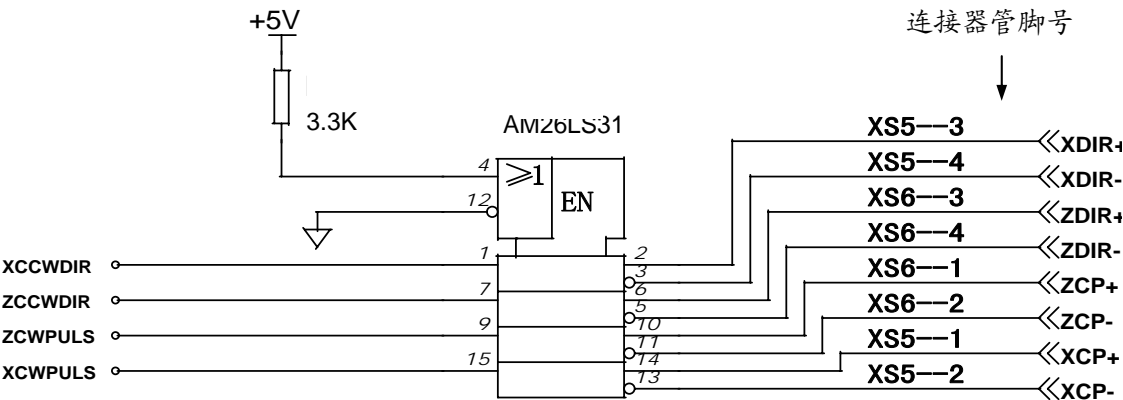 +5V
连接器管脚号
3.3K
AM26LS31
XS5--3
XDIR+
4
≥1
XS5--4
XDIR-
12
EN
XS6--3
ZDIR+
XS6--4
ZDIR-
XCCWDIR
1
2
3
XS6--1
ZCP+
ZCCWDIR
7
6
5
XS6--2
ZCP-
ZCWPULS
9
10
11
XS5--1
XCP+
XCWPULS
15
14
13
XS5--2
XCP-